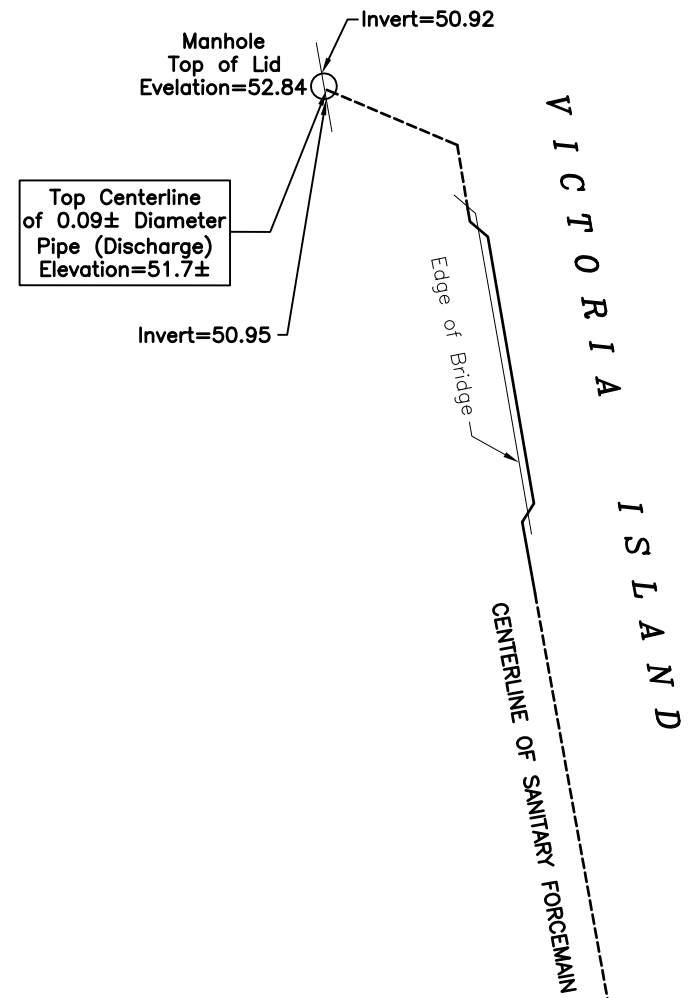 Invert=50.92
Manhole
Top of Lid
Evelation=52.84
Top Centerline
of 0.09± Diameter
Pipe (Discharge)
Elevation=51.7±
Invert=50.95
Edge of Bridge
VICTORIA ISLAND
CENTERLINE OF SANITARY FORCEMAIN